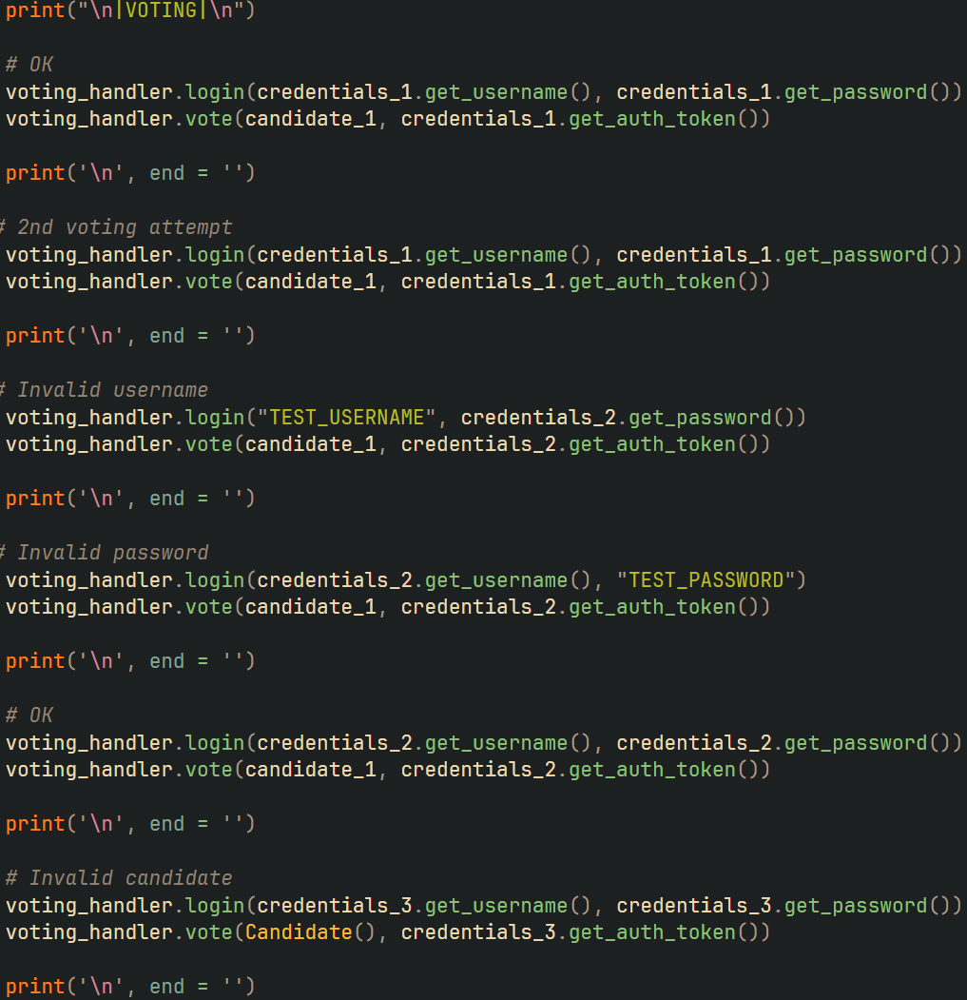 print("\n|VOTING|\n")
# OK
voting_handler.login(credentials_1.get_username(), credentials_1.get_password())
voting_handler.vote(candidate_1, credentials_1.get_auth_token())
print('\n', end = '')
# 2nd voting attempt
voting_handler.login(credentials_1.get_username(), credentials_1.get_password())
voting_handler.vote(candidate_1, credentials_1.get_auth_token())
print('\n', end = '')
# Invalid username
voting_handler.login("TEST_USERNAME", credentials_2.get_password())
voting_handler.vote(candidate_1, credentials_2.get_auth_token())
print('\n', end = '')
# Invalid password
voting_handler.login(credentials_2.get_username(), "TEST_PASSWORD")
voting_handler.vote(candidate_1, credentials_2.get_auth_token())
print('\n', end = '')
# OK
voting_handler.login(credentials_2.get_username(), credentials_2.get_password())
voting_handler.vote(candidate_1, credentials_2.get_auth_token())
print('\n', end = '')
# Invalid candidate
voting_handler.login(credentials_3.get_username(), credentials_3.get_password())
voting_handler.vote(Candidate(), credentials_3.get_auth_token())
print('\n', end = '')